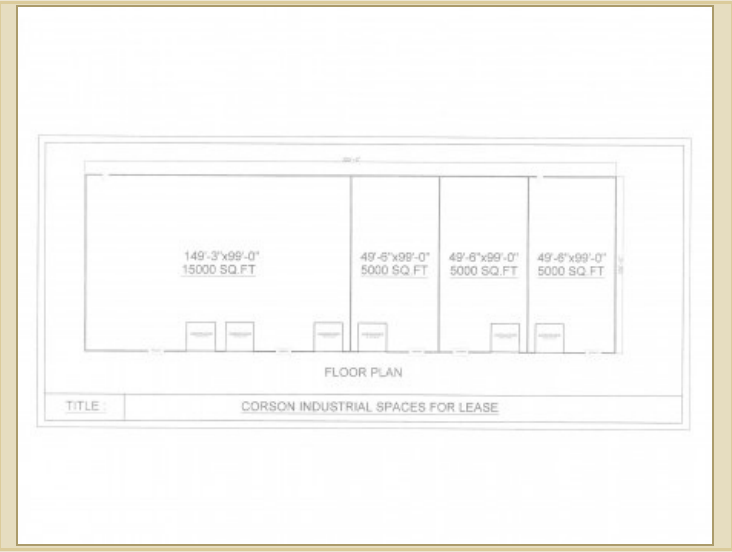 149'-3"x99'-0"
15000 SQ.FT
49'-6"x99'-0"
5000 SQ.FT
49'-6"x99'-0"
5000 SQ.FT
49'-6"x99'-0"
5000 SQ.FT
FLOOR PLAN
TITLE :
CORSON INDUSTRIAL SPACES FOR LEASE